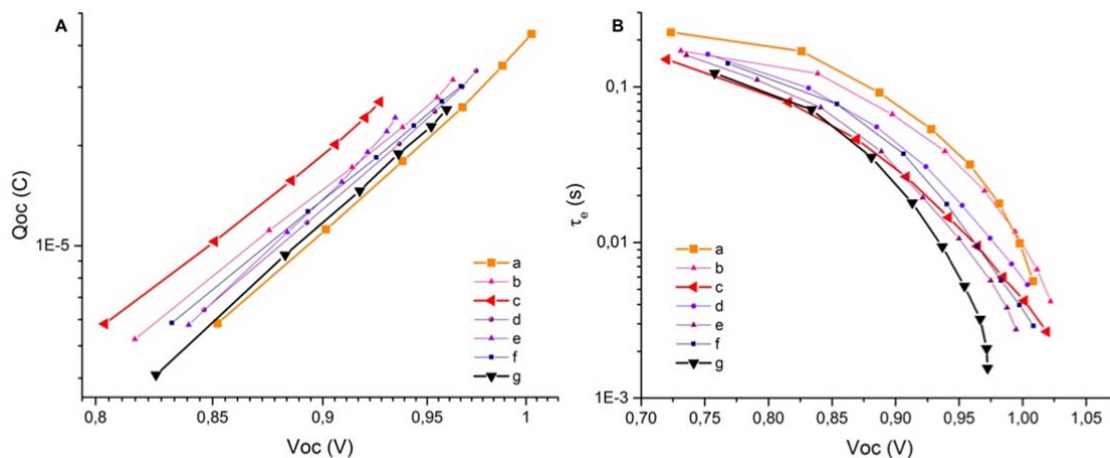 A
Qoc (C)
1E-5
a
b
c
d
e
f
g
0,8
0,85
0,9
0,95
1
Voc (V)
B
τe (s)
0,1
0,01
1E-3
a
b
c
d
e
f
g
0,70
0,75
0,80
0,85
0,90
0,95
1,00
1,05
Voc (V)